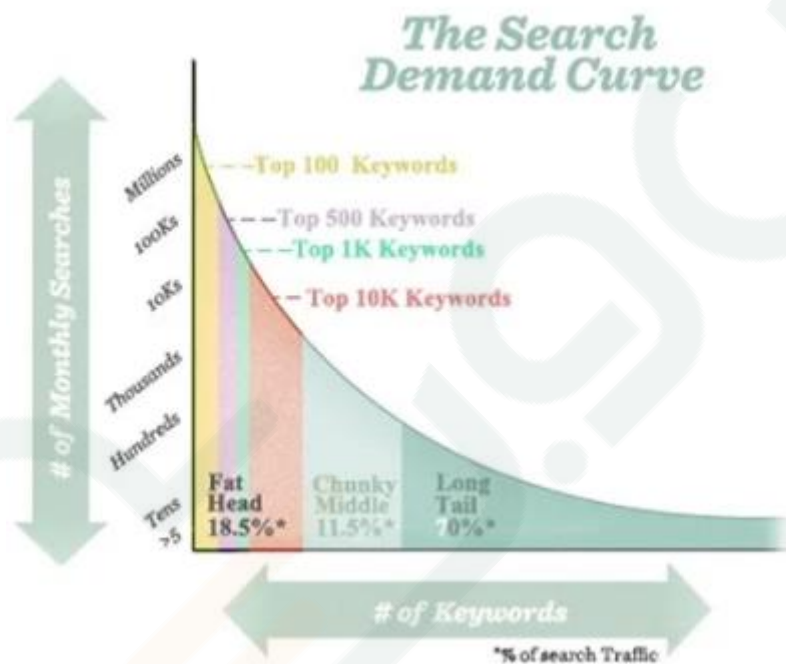 The Search
Demand Curve
# of Monthly Searches
Millions
100Ks
10Ks
Thousands
Hundreds
Tens
>5
Top 100 Keywords
Top 500 Keywords
Top 1K Keywords
Top 10K Keywords
Fat
Head
18.5%*
Chunky
Middle
11.5%*
Long
Tail
70%*
# of Keywords
*% of search Traffic